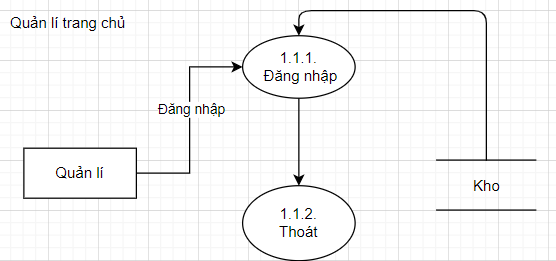 Quản lí trang chủ
1.1.1.
Đăng nhập
Đăng nhập
Quản lí
Kho
1.1.2.
Thoát